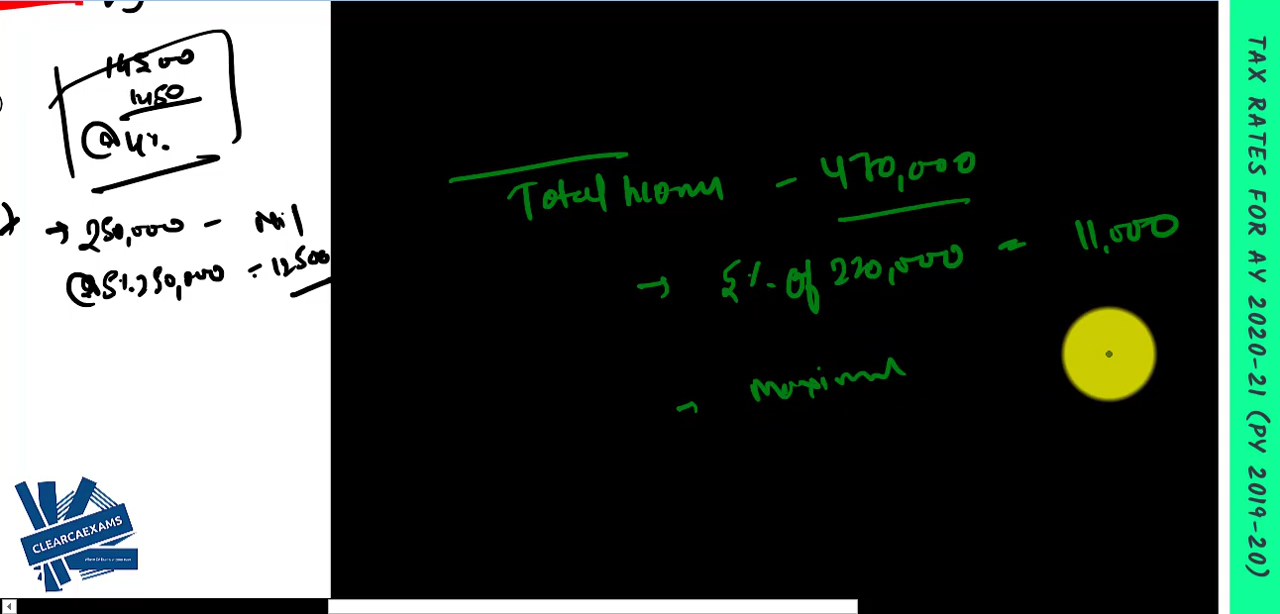 14500
1450
@ 4%.
→ 250,000 - Nil
@ 5% 250,000 = 12500
Total Income - 470,000
→ 5% of 220,000 = 11,000
→ Maximum
CLEARCAEXAMS
TAX RATES FOR AY 2020-21 (PY 2019-20)